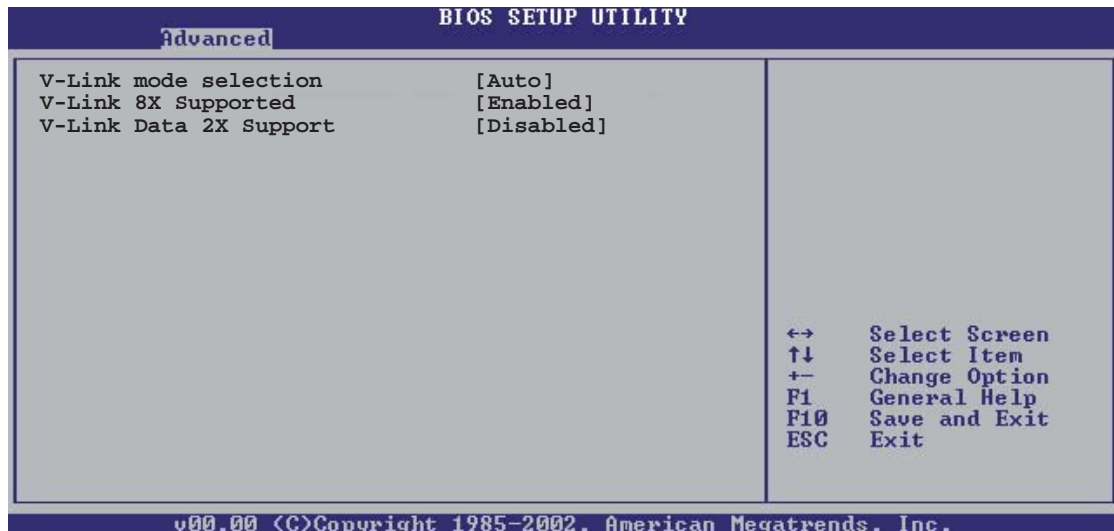 BIOS SETUP UTILITY
Advanced
V-Link mode selection [Auto]
V-Link 8X Supported [Enabled]
V-Link Data 2X Support [Disabled]
←→ Select Screen
↑↓ Select Item
+- Change Option
F1 General Help
F10 Save and Exit
ESC Exit
v00.00 (C)Copyright 1985-2002, American Megatrends, Inc.